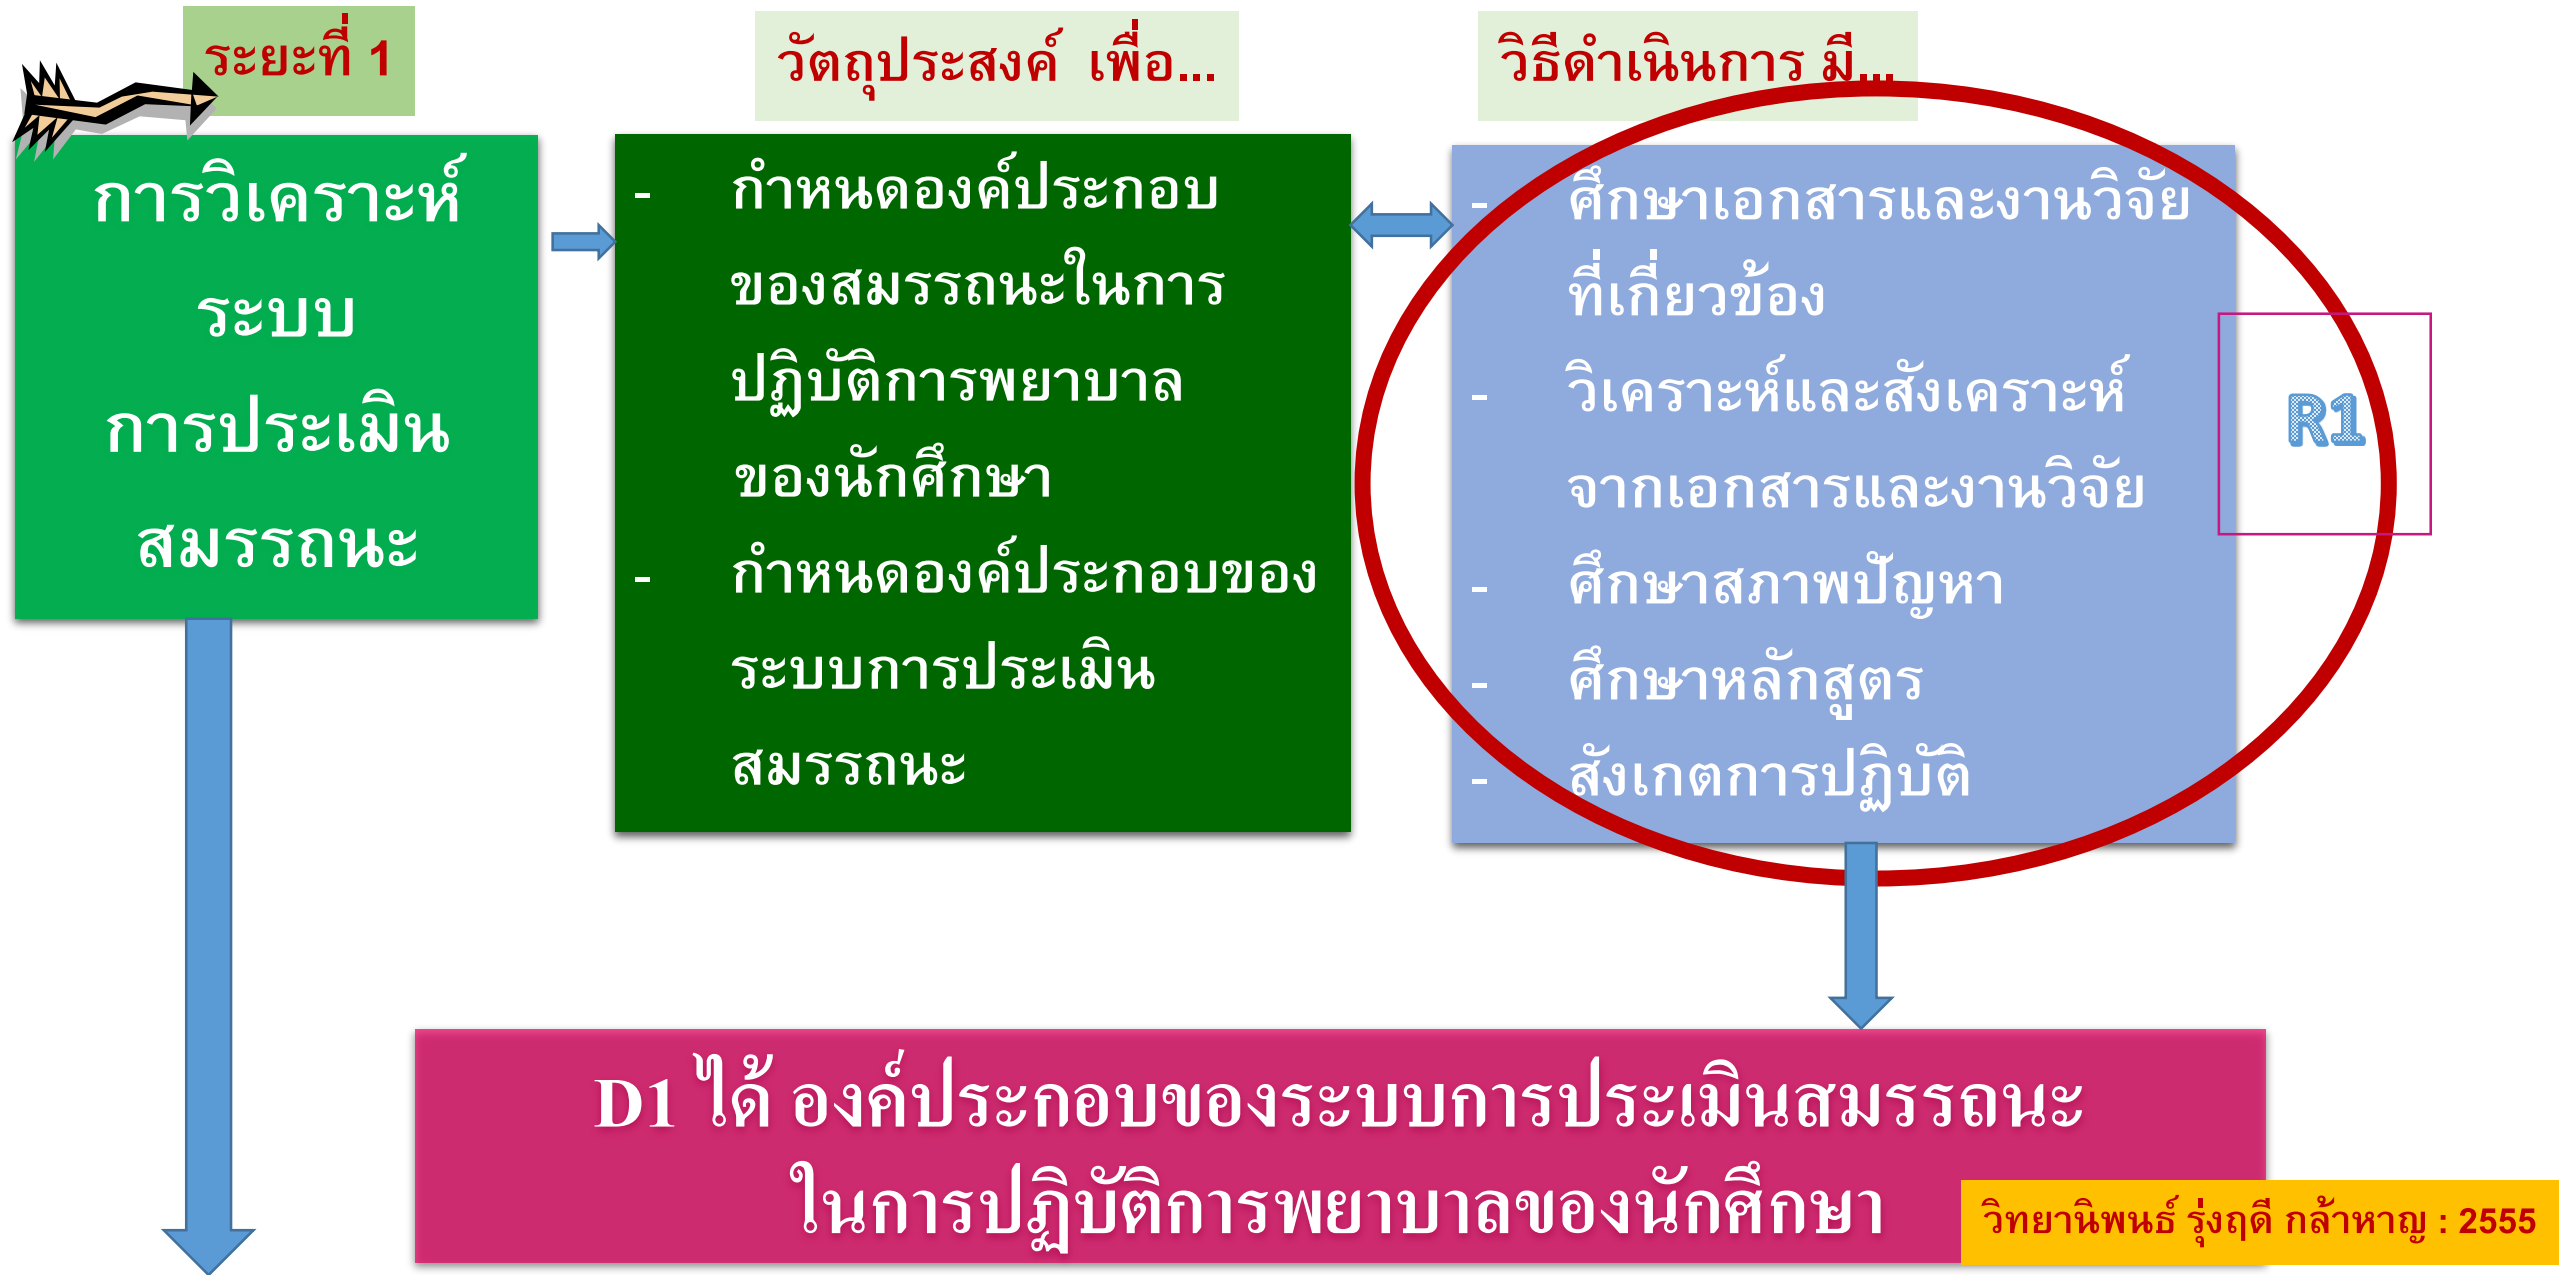 ระยะที่ 1
วัตถุประสงค์ เพื่อ...
วิธีดำเนินการ มี...
การวิเคราะห์
ระบบ
การประเมิน
สมรรถนะ
- กำหนดองค์ประกอบ
ของสมรรถนะในการ
ปฏิบัติการพยาบาล
ของนักศึกษา
- กำหนดองค์ประกอบของ
ระบบการประเมิน
สมรรถนะ
- ศึกษาเอกสารและงานวิจัย
ที่เกี่ยวข้อง
- วิเคราะห์และสังเคราะห์
จากเอกสารและงานวิจัย
- ศึกษาสภาพปัญหา
- ศึกษาหลักสูตร
- สังเกตการปฏิบัติ
R1
D1 ได้ องค์ประกอบของระบบการประเมินสมรรถนะ
ในการปฏิบัติการพยาบาลของนักศึกษา
วิทยานิพนธ์ รุ่งฤดี กล้าหาญ : 2555